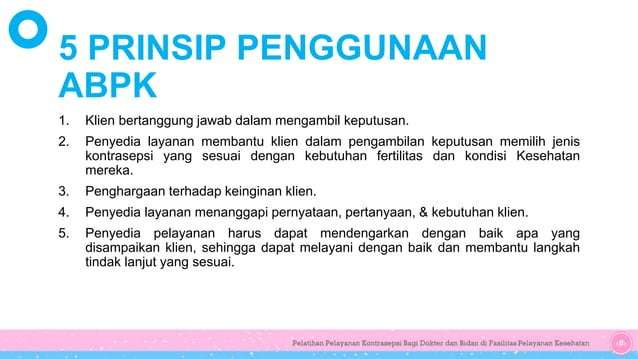 5 PRINSIP PENGGUNAAN
ABPK
1. Klien bertanggung jawab dalam mengambil keputusan.
2. Penyedia layanan membantu klien dalam pengambilan keputusan memilih jenis
kontrasepsi yang sesuai dengan kebutuhan fertilitas dan kondisi Kesehatan
mereka.
3. Penghargaan terhadap keinginan klien.
4. Penyedia layanan menanggapi pernyataan, pertanyaan, & kebutuhan klien.
5. Penyedia pelayanan harus dapat mendengarkan dengan baik apa yang
disampaikan klien, sehingga dapat melayani dengan baik dan membantu langkah
tindak lanjut yang sesuai.
Pelatihan Pelayanan Kontrasepsi Bagi Dokter dan Bidan di Fasilitas Pelayanan Kesehatan